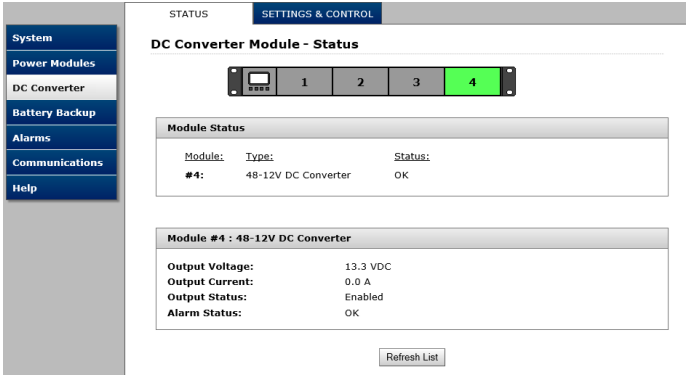 STATUS
SETTINGS & CONTROL
System
Power Modules
DC Converter
Battery Backup
Alarms
Communications
Help
DC Converter Module - Status
1 2 3 4
Module Status
Module: Type: Status:
#4: 48-12V DC Converter OK
Module #4 : 48-12V DC Converter
Output Voltage: 13.3 VDC
Output Current: 0.0 A
Output Status: Enabled
Alarm Status: OK
Refresh List